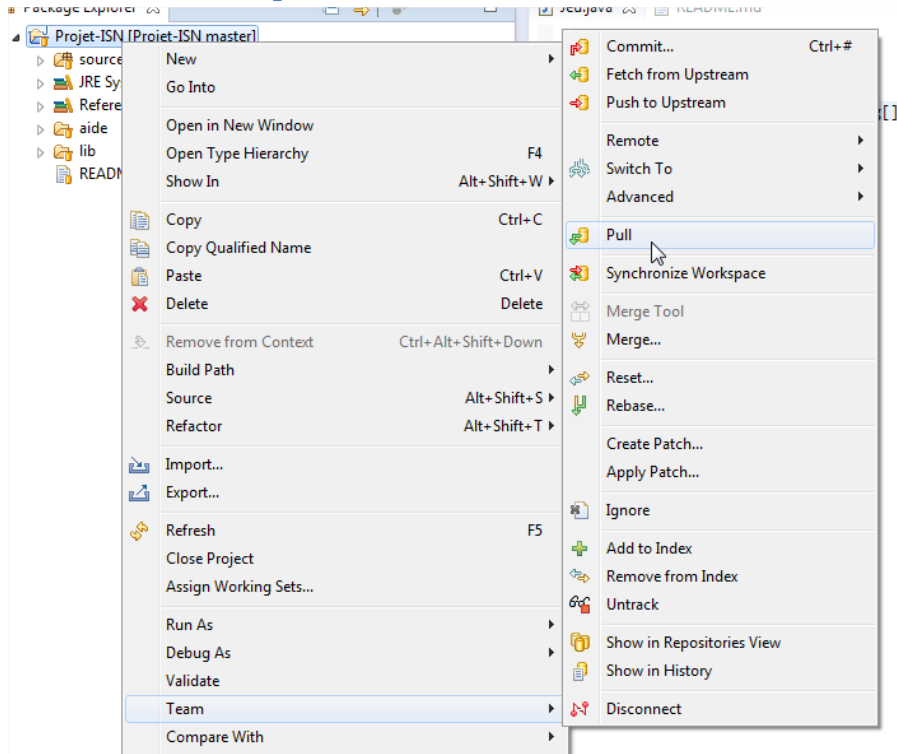 Package Explorer
Jeu.java
README.md
Projet-ISN [Projet-ISN master]
source
JRE Sy
Refere
aide
lib
READM
g[]
New
Go Into
Open in New Window
Open Type Hierarchy F4
Show In Alt+Shift+W
Copy Ctrl+C
Copy Qualified Name
Paste Ctrl+V
Delete Delete
Remove from Context Ctrl+Alt+Shift+Down
Build Path
Source Alt+Shift+S
Refactor Alt+Shift+T
Import...
Export...
Refresh F5
Close Project
Assign Working Sets...
Run As
Debug As
Validate
Team
Compare With
Commit... Ctrl+#
Fetch from Upstream
Push to Upstream
Remote
Switch To
Advanced
Pull
Synchronize Workspace
Merge Tool
Merge...
Reset...
Rebase...
Create Patch...
Apply Patch...
Ignore
Add to Index
Remove from Index
Untrack
Show in Repositories View
Show in History
Disconnect